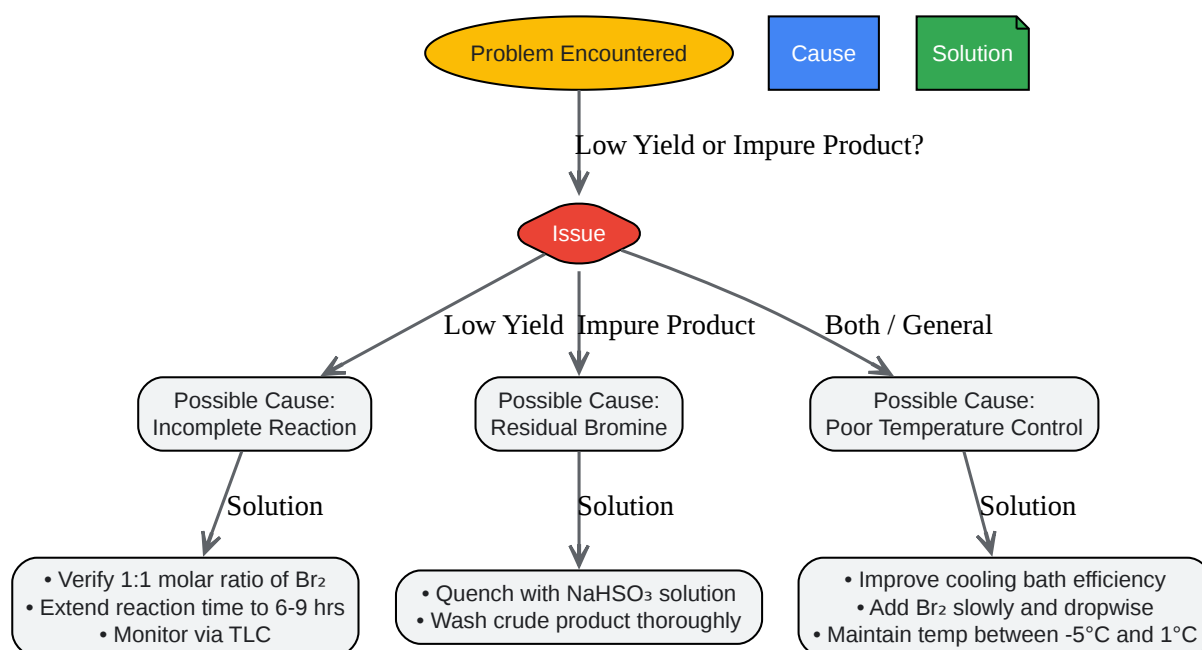 Problem Encountered
Cause
Solution
Low Yield or Impure Product?
Issue
Low Yield
Impure Product
Both / General
Possible Cause:
Incomplete Reaction
Possible Cause:
Residual Bromine
Possible Cause:
Poor Temperature Control
Solution
Solution
Solution
• Verify 1:1 molar ratio of Br₂
• Extend reaction time to 6-9 hrs
• Monitor via TLC
• Quench with NaHSO₃ solution
• Wash crude product thoroughly
• Improve cooling bath efficiency
• Add Br₂ slowly and dropwise
• Maintain temp between -5°C and 1°C